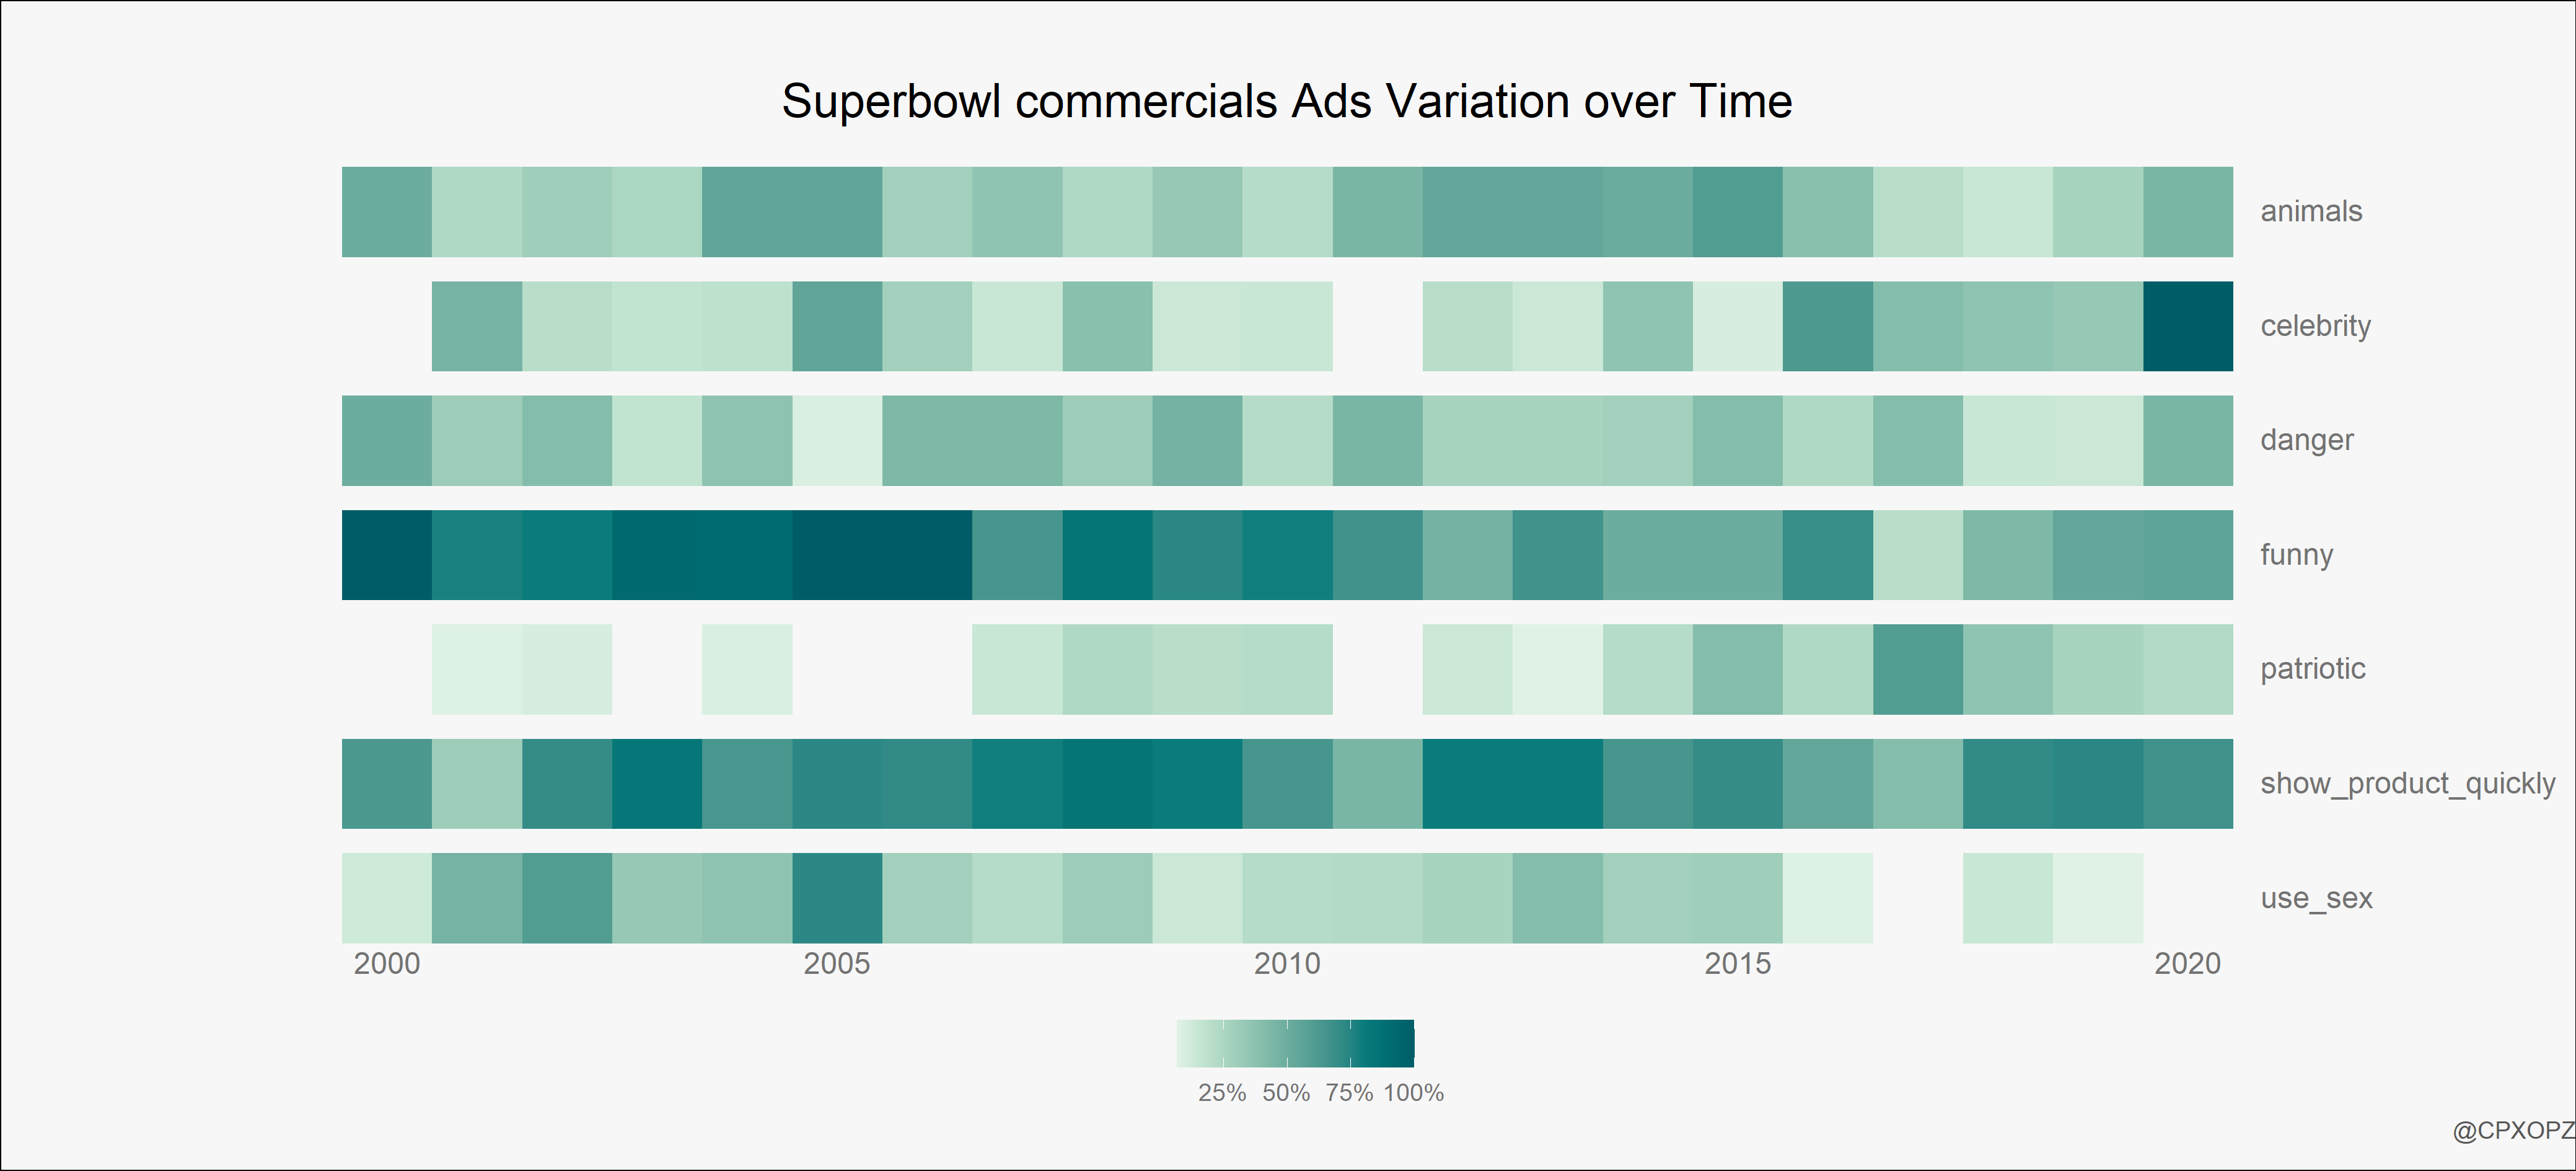 Superbowl commercials Ads Variation over Time
animals
celebrity
danger
funny
patriotic
show_product_quickly
use_sex
2000 2005 2010 2015 2020
25% 50% 75% 100%
@CPXOPZ